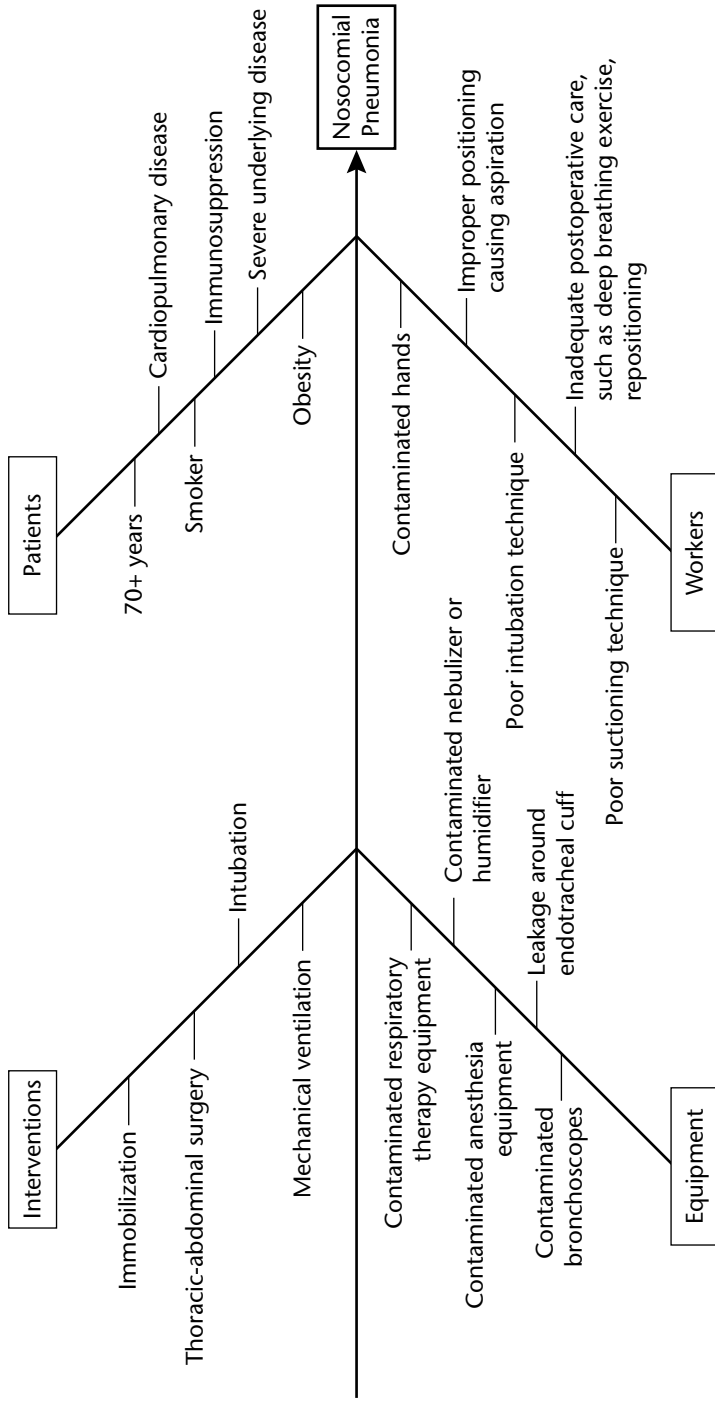 Interventions
Immobilization
Thoracic-abdominal surgery
Intubation
Mechanical ventilation
Patients
70+ years
Cardiopulmonary disease
Smoker
Immunosuppression
Severe underlying disease
Obesity
Nosocomial
Pneumonia
Contaminated respiratory
therapy equipment
Contaminated nebulizer or
humidifier
Contaminated anesthesia
equipment
Leakage around
endotracheal cuff
Contaminated
bronchoscopes
Equipment
Contaminated hands
Improper positioning
causing aspiration
Poor intubation technique
Inadequate postoperative care,
such as deep breathing exercise,
repositioning
Poor suctioning technique
Workers